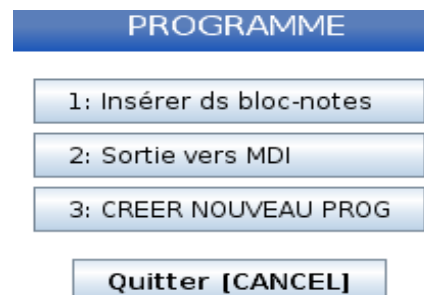 PROGRAMME
1: Insérer ds bloc-notes
2: Sortie vers MDI
3: CREER NOUVEAU PROG
Quitter [CANCEL]